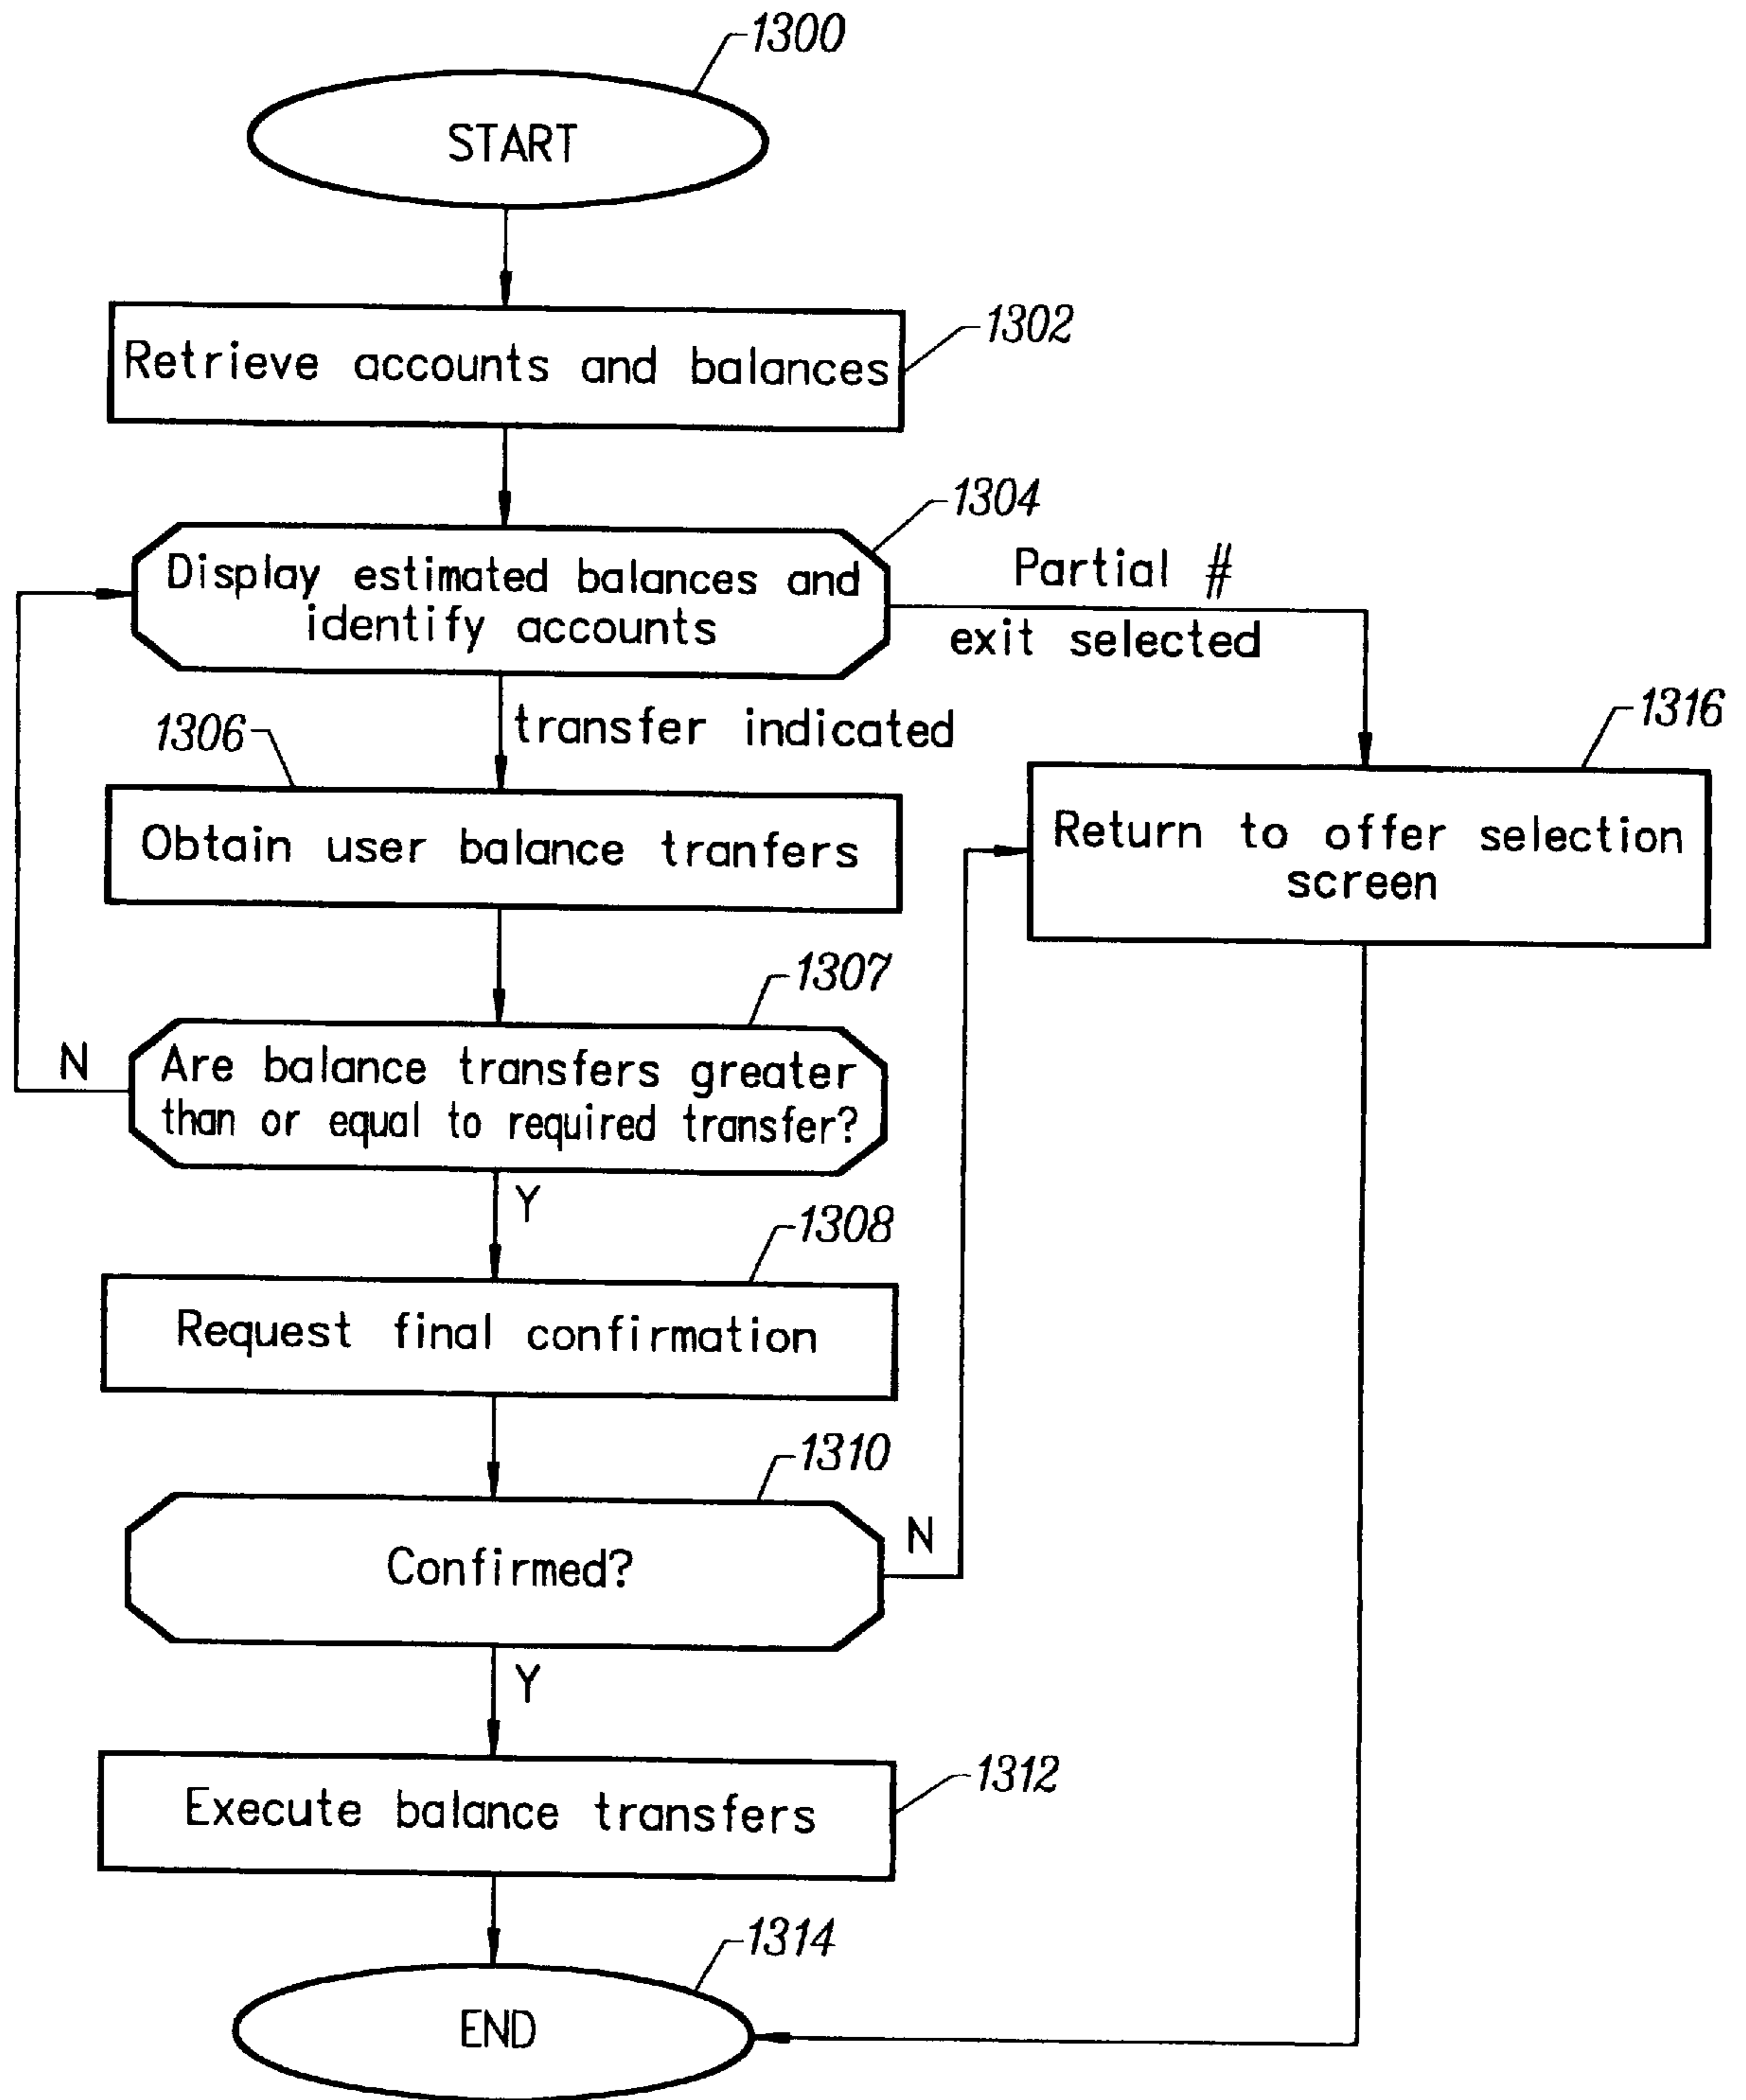 1300
START
1302
Retrieve accounts and balances
1304
Display estimated balances and
identify accounts
Partial #
exit selected
transfer indicated
1306
Obtain user balance tranfers
1316
Return to offer selection
screen
1307
N
Are balance transfers greater
than or equal to required transfer?
Y
1308
Request final confirmation
1310
Confirmed?
N
Y
1312
Execute balance transfers
1314
END